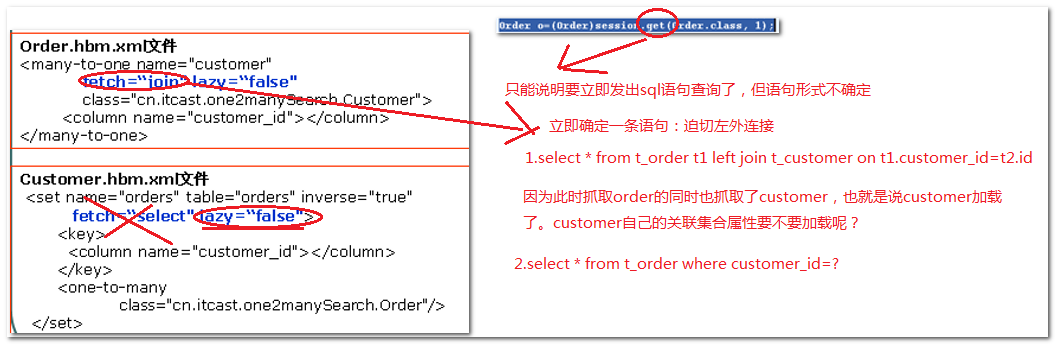 Order.hbm.xml文件
<many-to-one name="customer"
fetch="join" lazy="false"
class="cn.itcast.one2manySearch.Customer">
<column name="customer_id"></column>
</many-to-one>
Customer.hbm.xml文件
<set name="orders" table="orders" inverse="true"
fetch="select" lazy="false">
<key>
<column name="customer_id"></column>
</key>
<one-to-many
class="cn.itcast.one2manySearch.Order"/>
</set>
Order o=(Order)session.get(Order.class, 1);
只能说明要立即发出sql语句查询了，但语句形式不确定
立即确定一条语句：迫切左外连接
1.select * from t_order t1 left join t_customer on t1.customer_id=t2.id
因为此时抓取order的同时也抓取了customer，也就是说customer加载
了。customer自己的关联集合属性要不要加载呢？
2.select * from t_order where customer_id=?